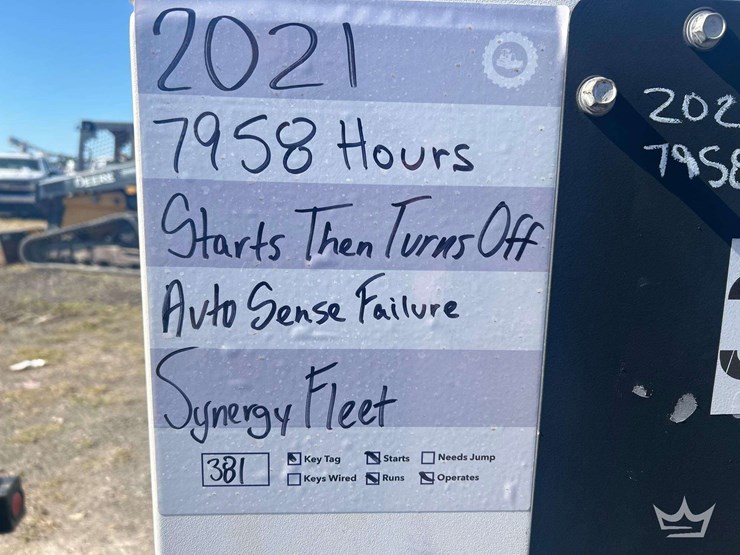 2021
7958 Hours
Starts Then Turns Off
Auto Sense Failure
Synergy Fleet
381
Key Tag Starts Needs Jump
Keys Wired Runs Operates
202
7958